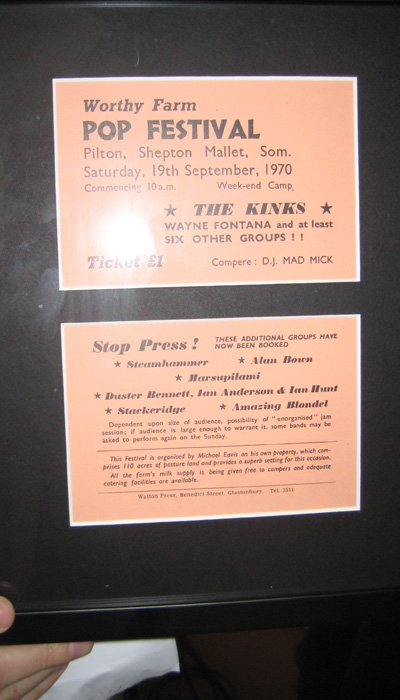 Worthy Farm
POP FESTIVAL
Pilton, Shepton Mallet, Som.
Saturday, 19th September, 1970
Commencing 10 a.m. Week-end Camp.
★ THE KINKS ★
WAYNE FONTANA and at least
SIX OTHER GROUPS ! !
Ticket £1 Compere : D.J. MAD MICK
Stop Press ! THESE ADDITIONAL GROUPS HAVE
NOW BEEN BOOKED
★ Steamhammer ★ Alan Bown
★ Marsupilami
★ Duster Bennett, Ian Anderson & Ian Hunt
★ Stackridge ★ Amazing Blondel
Dependent upon size of audience, possibility of "unorganised" jam
session; if audience is large enough to warrant it, some bands may be
asked to perform again on the Sunday.
This Festival is organised by Michael Eavis on his own property, which com-
prises 110 acres of pasture land and provides a superb setting for this occasion.
All the farm's milk supply is being given free to campers and adequate
catering facilities are available.
Walton Press, Benedict Street, Glastonbury. Tel. 2851